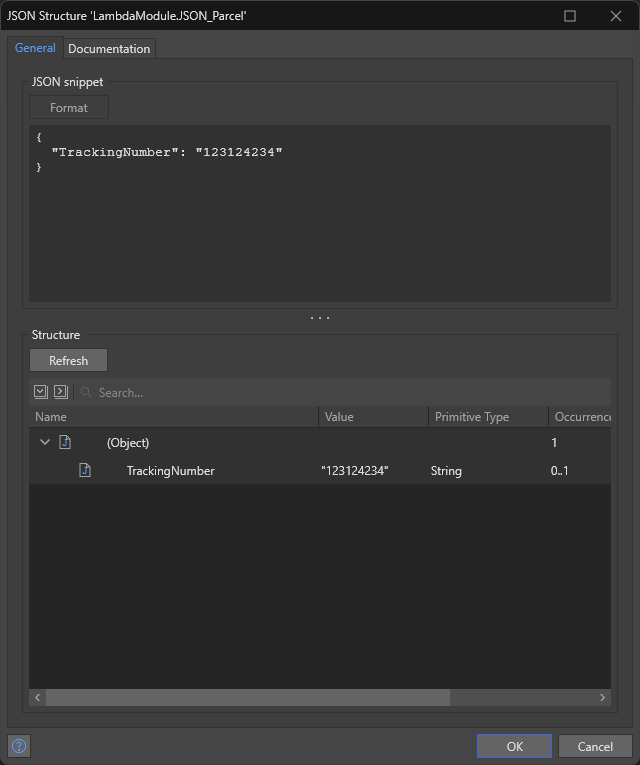 JSON Structure 'LambdaModule.JSON_Parcel'
General Documentation
JSON snippet
Format
{
"TrackingNumber": "123124234"
}
...
Structure
Refresh
Search...
Name Value Primitive Type Occurrence
(Object) 1
TrackingNumber "123124234" String 0..1
OK Cancel